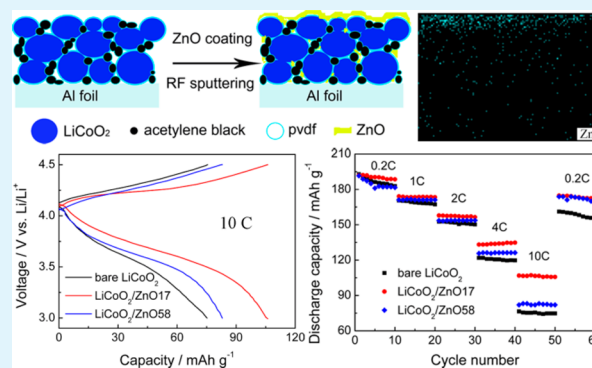 ZnO coating
RF sputtering
Al foil
Al foil
LiCoO₂
acetylene black
pvdf
ZnO
Zn
4.5
4.0
3.5
3.0
Voltage / V vs. Li/Li⁺
10 C
bare LiCoO₂
LiCoO₂/ZnO17
LiCoO₂/ZnO58
0 30 60 90 120
Capacity / mAh g⁻¹
210
180
150
120
90
60
Discharge capacity / mAh g⁻¹
0.2C
1C
2C
4C
10C
0.2C
bare LiCoO₂
LiCoO₂/ZnO17
LiCoO₂/ZnO58
0 10 20 30 40 50 60
Cycle number